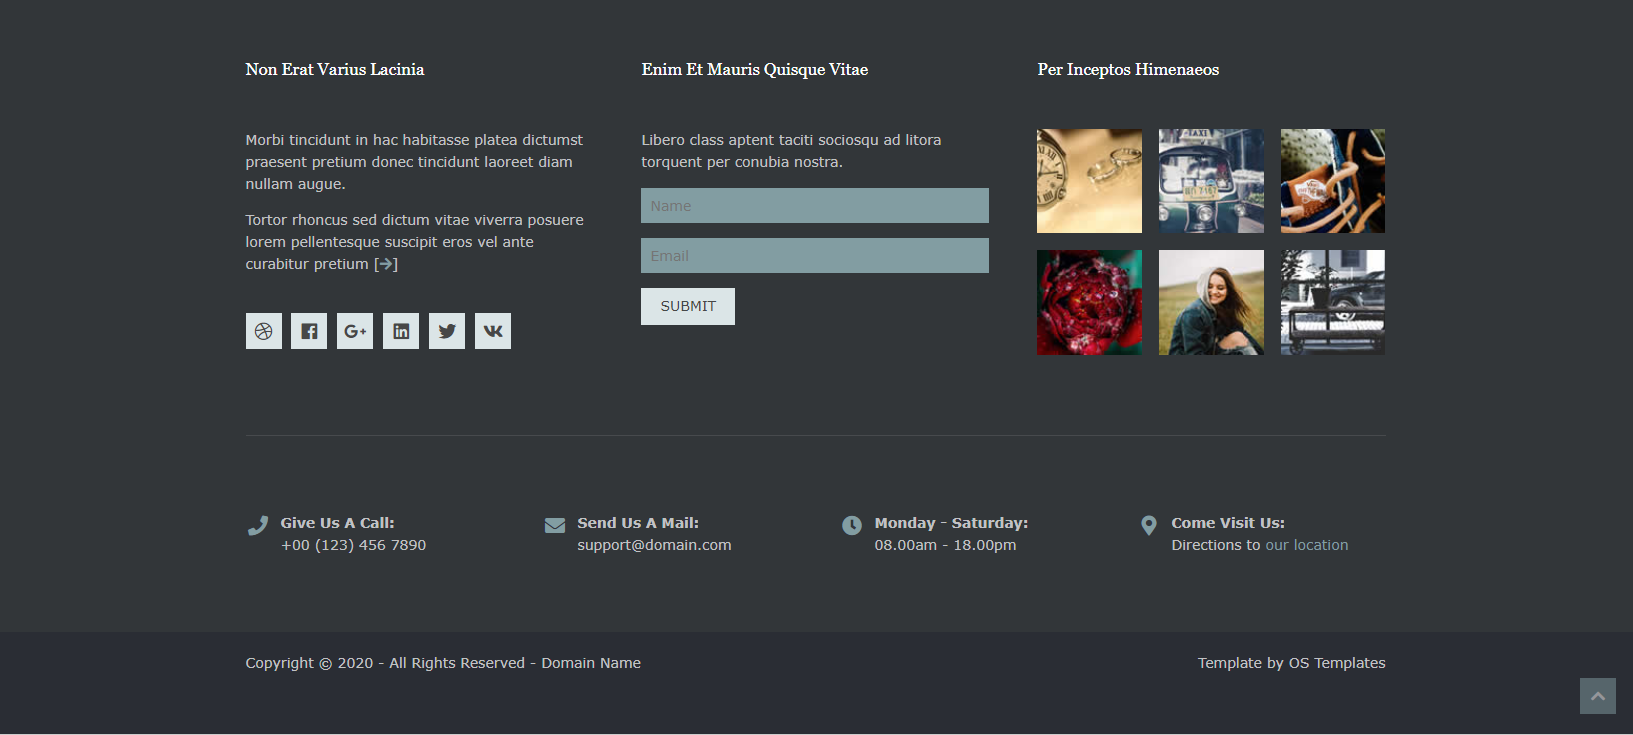 Non Erat Varius Lacinia
Morbi tincidunt in hac habitasse platea dictumst
praesent pretium donec tincidunt laoreet diam
nullam augue.
Tortor rhoncus sed dictum vitae viverra posuere
lorem pellentesque suscipit eros vel ante
curabitur pretium [→]
Enim Et Mauris Quisque Vitae
Libero class aptent taciti sociosqu ad litora
torquent per conubia nostra.
Name
Email
SUBMIT
Per Inceptos Himenaeos
TAXI
Give Us A Call:
+00 (123) 456 7890
Send Us A Mail:
support@domain.com
Monday - Saturday:
08.00am - 18.00pm
Come Visit Us:
Directions to our location
Copyright © 2020 - All Rights Reserved - Domain Name
Template by OS Templates